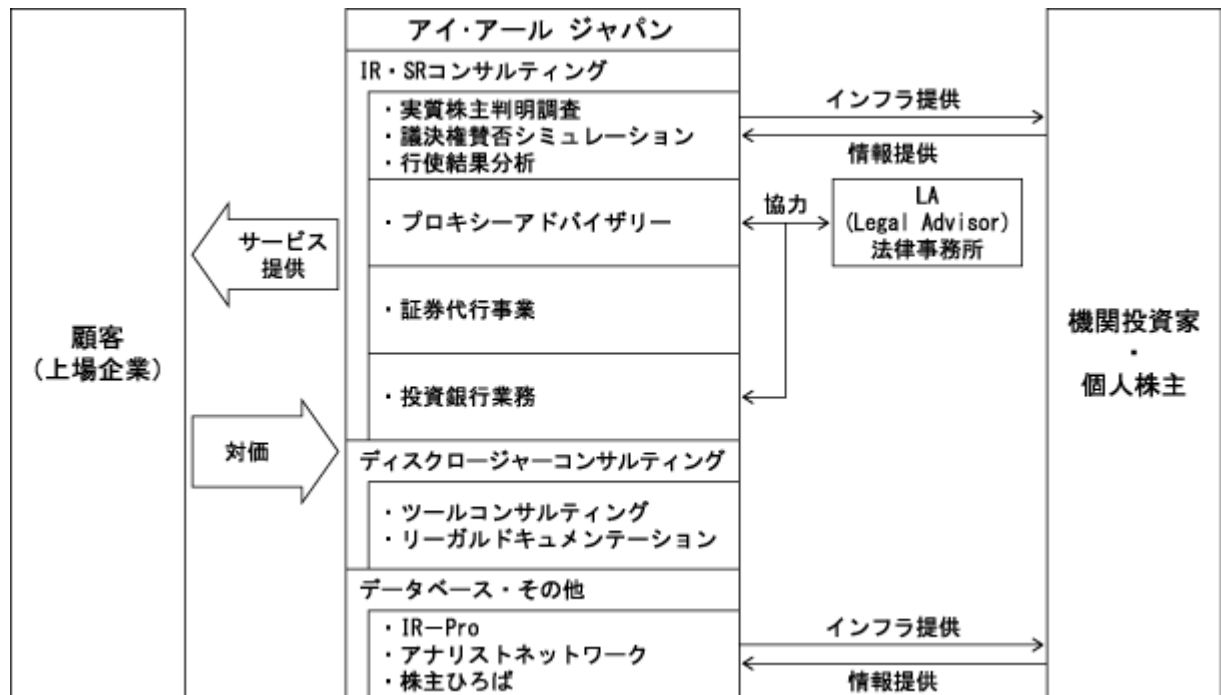 アイ・アール ジャパン
IR・SRコンサルティング
・実質株主判明調査
・議決権賛否シミュレーション
・行使結果分析
インフラ提供
情報提供
・プロキシーアドバイザリー
協力
LA
(Legal Advisor)
法律事務所
サービス
提供
・証券代行事業
顧客
(上場企業)
機関投資家
・
個人株主
・投資銀行業務
対価
ディスクロージャーコンサルティング
・ツールコンサルティング
・リーガルドキュメンテーション
データベース・その他
・IR－Pro
・アナリストネットワーク
・株主ひろば
インフラ提供
情報提供